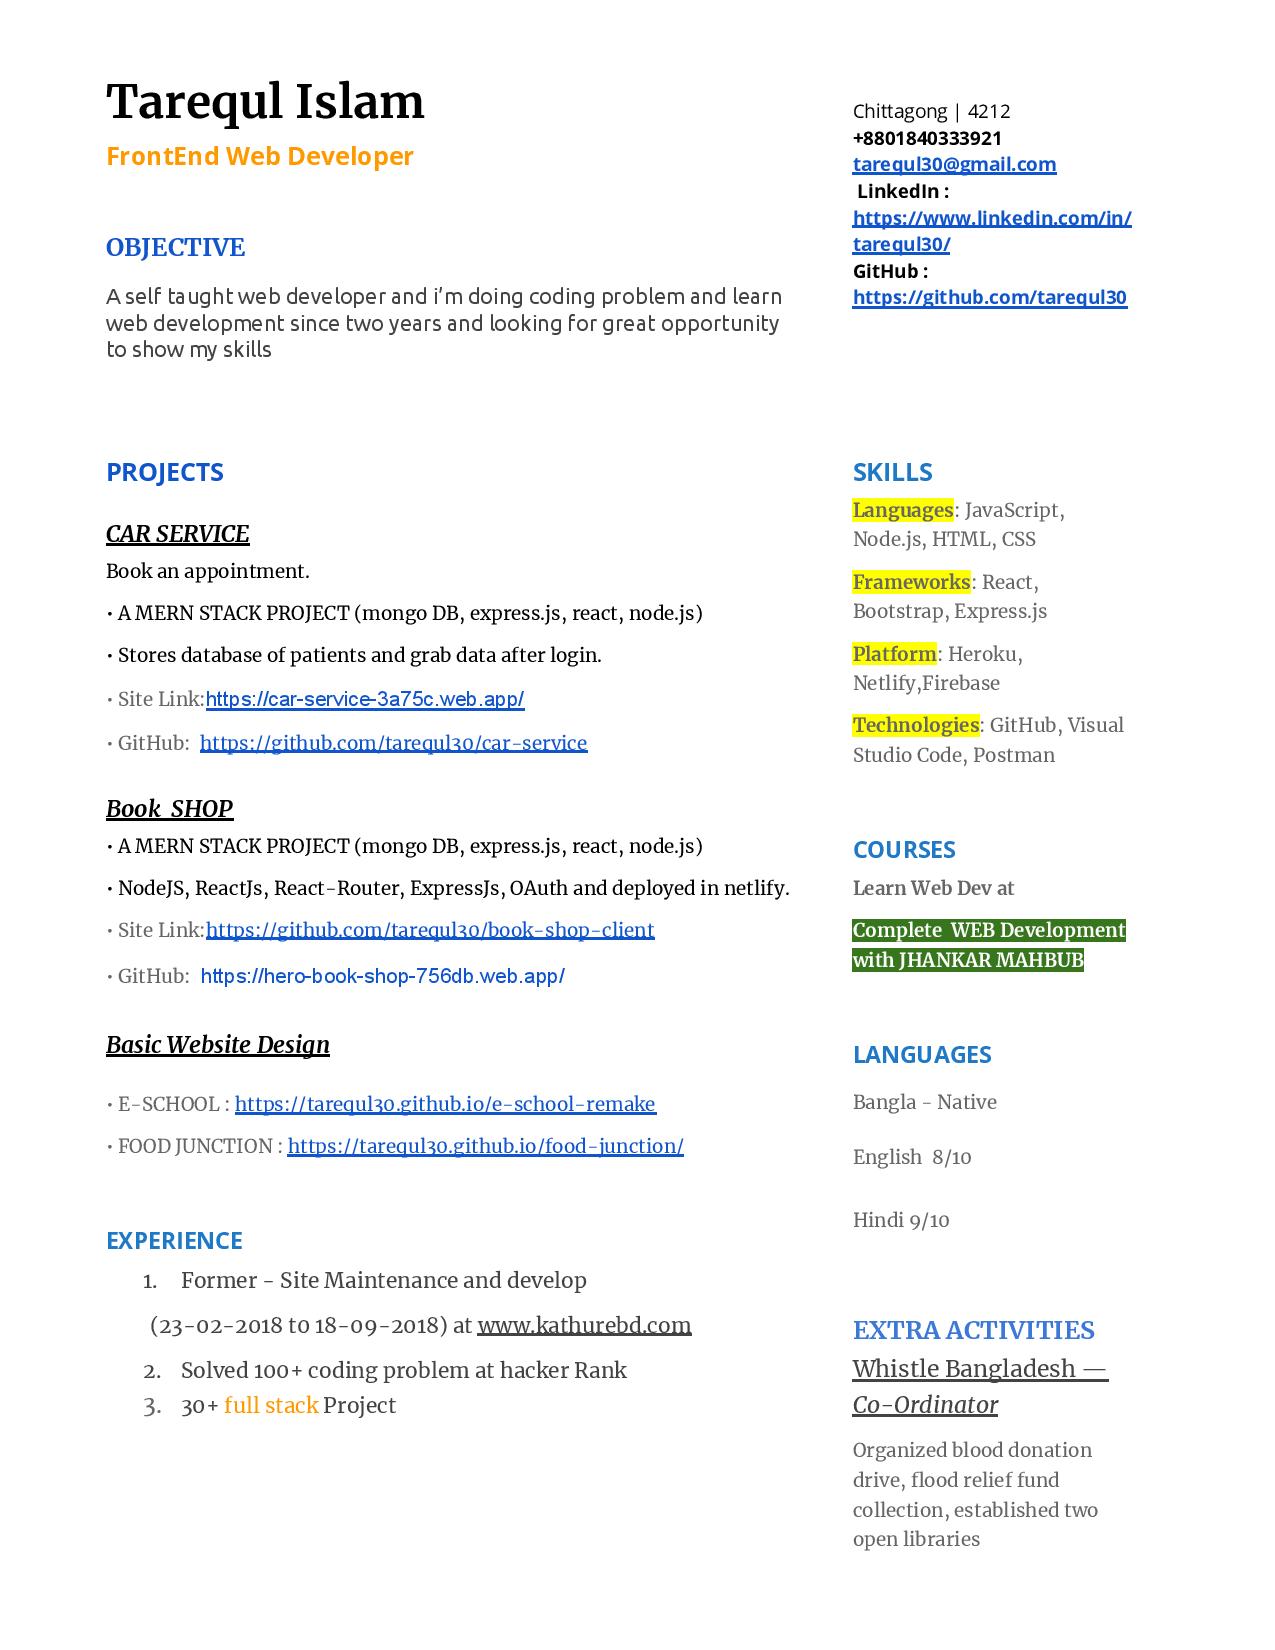 Tarequl Islam
FrontEnd Web Developer
Chittagong | 4212
+8801840333921
tarequl30@gmail.com
LinkedIn :
https://www.linkedin.com/in/
tarequl30/
GitHub :
https://github.com/tarequl30
OBJECTIVE
A self taught web developer and i’m doing coding problem and learn
web development since two years and looking for great opportunity
to show my skills
PROJECTS
CAR SERVICE
Book an appointment.
• A MERN STACK PROJECT (mongo DB, express.js, react, node.js)
• Stores database of patients and grab data after login.
• Site Link:https://car-service-3a75c.web.app/
• GitHub: https://github.com/tarequl30/car-service
Book SHOP
• A MERN STACK PROJECT (mongo DB, express.js, react, node.js)
• NodeJS, ReactJs, React-Router, ExpressJs, OAuth and deployed in netlify.
• Site Link:https://github.com/tarequl30/book-shop-client
• GitHub: https://hero-book-shop-756db.web.app/
Basic Website Design
• E-SCHOOL : https://tarequl30.github.io/e-school-remake
• FOOD JUNCTION : https://tarequl30.github.io/food-junction/
EXPERIENCE
1. Former - Site Maintenance and develop
(23-02-2018 to 18-09-2018) at www.kathurebd.com
2. Solved 100+ coding problem at hacker Rank
3. 30+ full stack Project
SKILLS
Languages: JavaScript,
Node.js, HTML, CSS
Frameworks: React,
Bootstrap, Express.js
Platform: Heroku,
Netlify,Firebase
Technologies: GitHub, Visual
Studio Code, Postman
COURSES
Learn Web Dev at
Complete WEB Development
with JHANKAR MAHBUB
LANGUAGES
Bangla - Native
English 8/10
Hindi 9/10
EXTRA ACTIVITIES
Whistle Bangladesh —
Co-Ordinator
Organized blood donation
drive, flood relief fund
collection, established two
open libraries